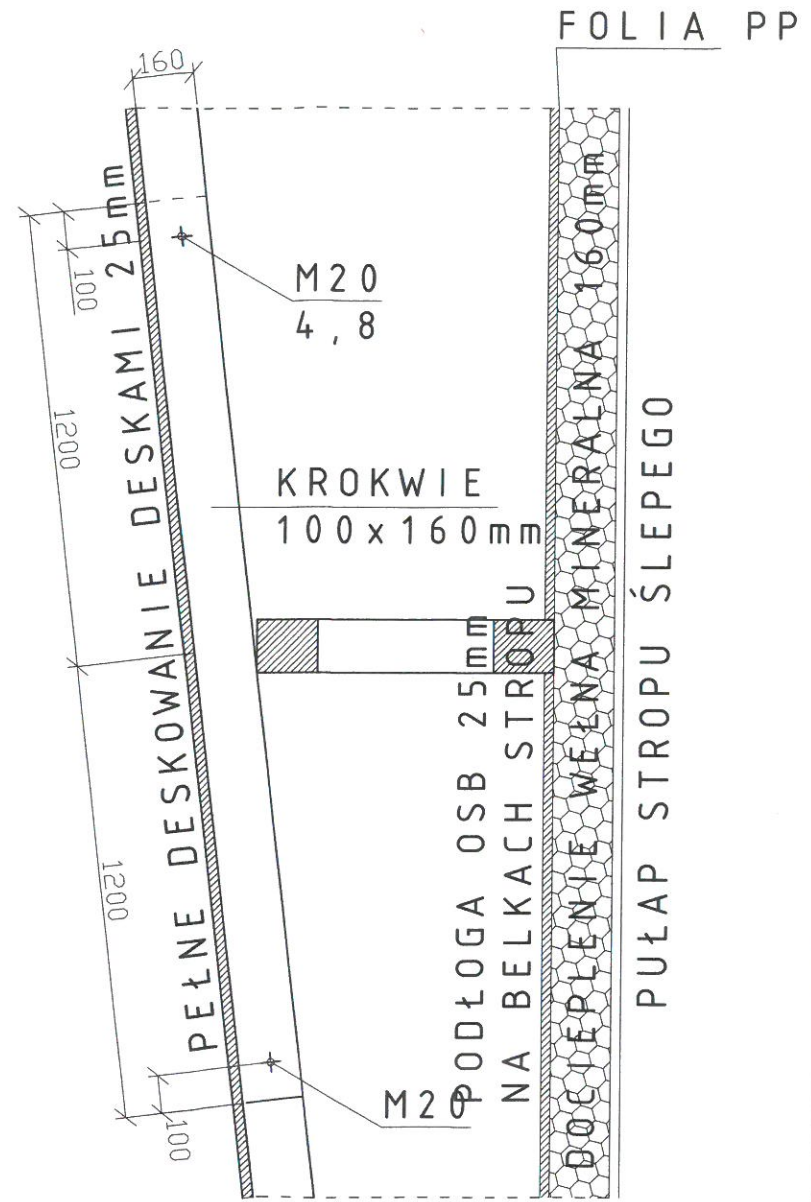 FOLIA PP
160
PEŁNE DESKOWANIE DESKAMI 25mm
100
1200
1200
100
M20
4,8
KROKWIE
100x160mm
PODŁOGA OSB 25mm
NA BELKACH STROPU
DOCIEPLENIE WEŁNA MINERALNA 160mm
PUŁAP STROPU ŚLEPEGO
M20